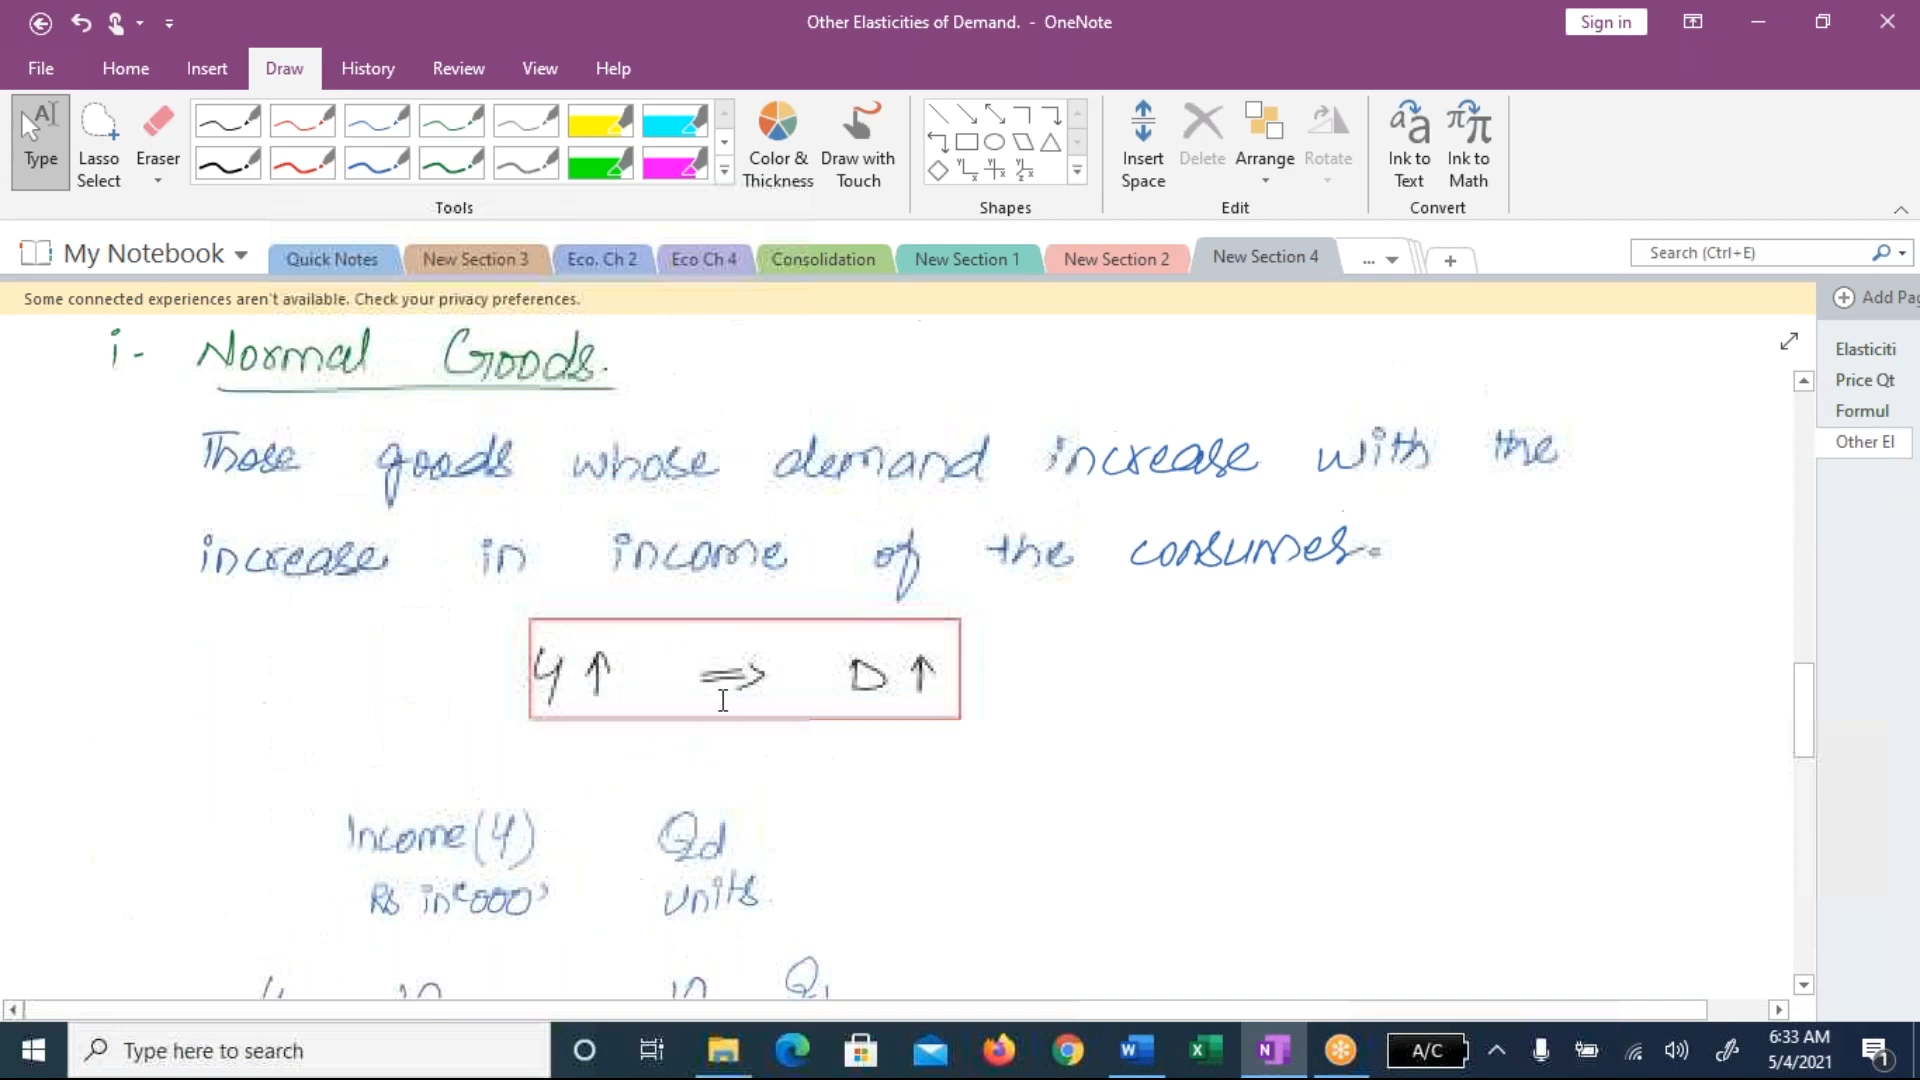 Other Elasticities of Demand. - OneNote
Sign in
File Home Insert Draw History Review View Help
Type
Lasso Select
Eraser
Color & Thickness
Draw with Touch
Insert Space
Delete
Arrange
Rotate
Ink to Text
Ink to Math
Tools
Shapes
Edit
Convert
My Notebook
Quick Notes
New Section 3
Eco. Ch 2
Eco Ch 4
Consolidation
New Section 1
New Section 2
New Section 4
...
Search (Ctrl+E)
Some connected experiences aren't available. Check your privacy preferences.
Add Pag
Elasticiti
Price Qt
Formul
Other El
i- Normal Goods.
Those goods whose demand increase with the
increase in income of the consumer.
Y ↑ ⇒ D ↑
Income (Y) Qd
Rs in '000' units.
Type here to search
A/C
6:33 AM
5/4/2021
1